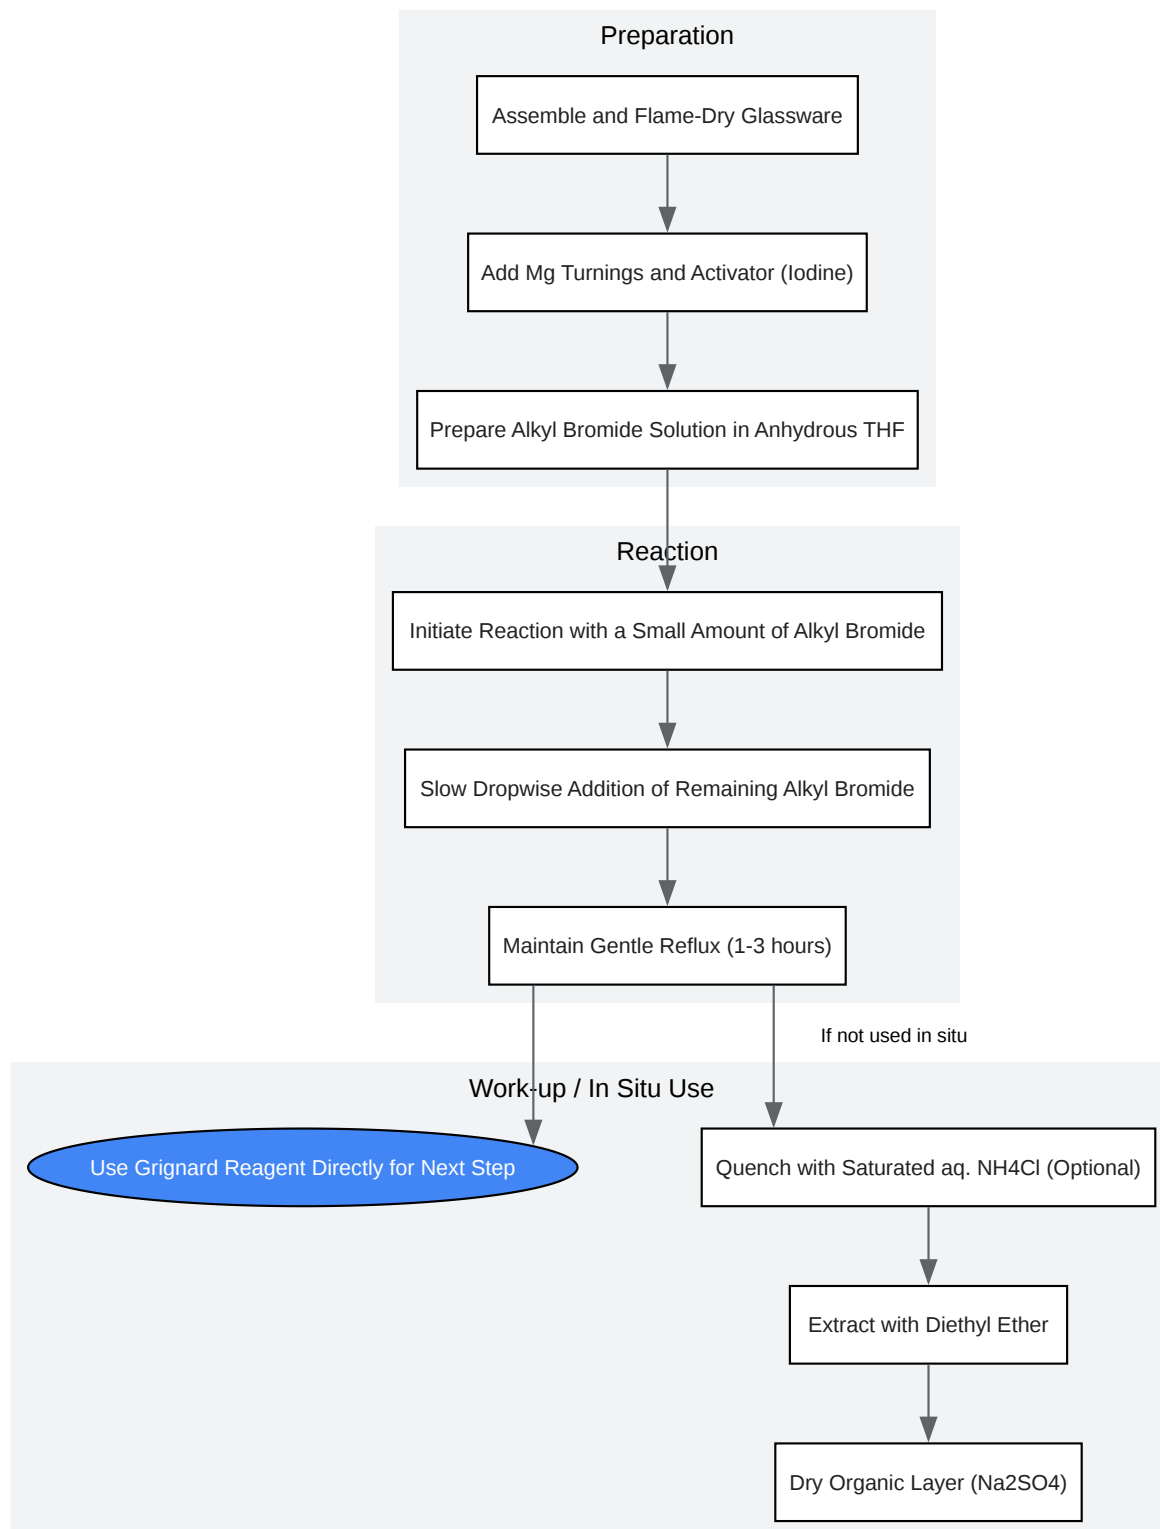 Preparation
Assemble and Flame-Dry Glassware
Add Mg Turnings and Activator (Iodine)
Prepare Alkyl Bromide Solution in Anhydrous THF
Reaction
Initiate Reaction with a Small Amount of Alkyl Bromide
Slow Dropwise Addition of Remaining Alkyl Bromide
Maintain Gentle Reflux (1-3 hours)
If not used in situ
Work-up / In Situ Use
Use Grignard Reagent Directly for Next Step
Quench with Saturated aq. NH4Cl (Optional)
Extract with Diethyl Ether
Dry Organic Layer (Na2SO4)